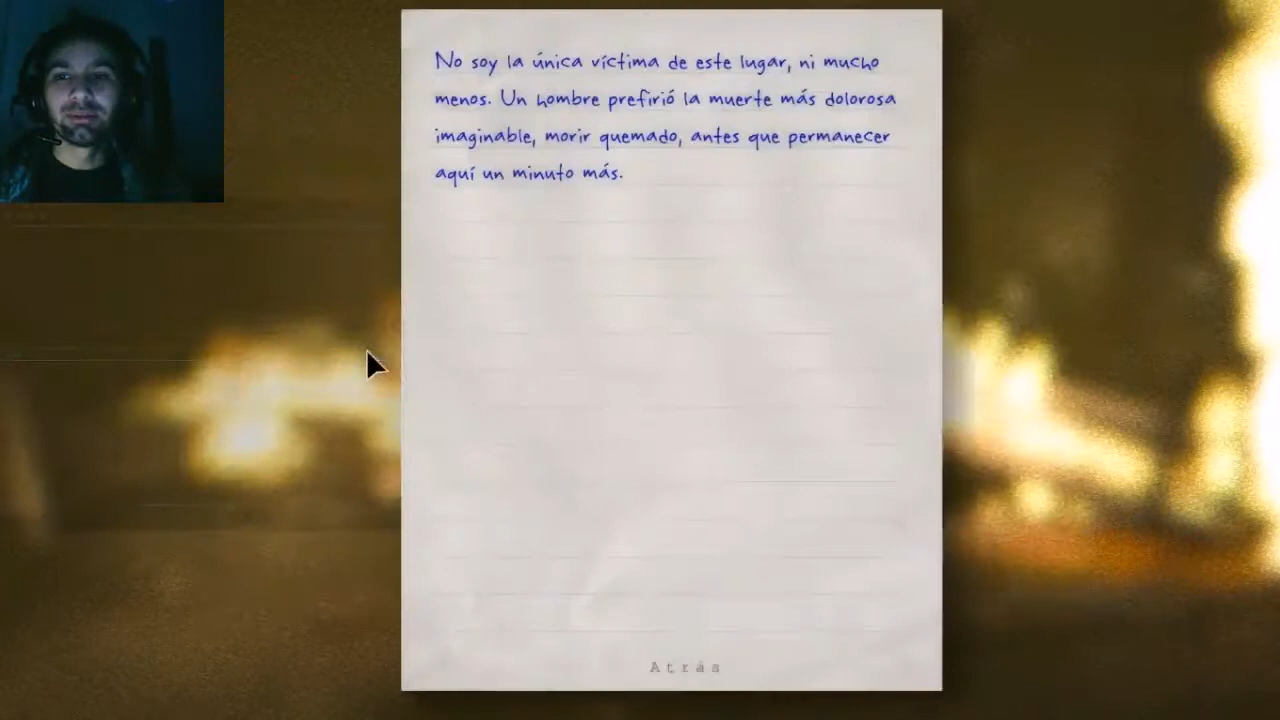 No soy la única víctima de este lugar, ni mucho
menos. Un hombre prefirió la muerte más dolorosa
imaginable, morir quemado, antes que permanecer
aquí un minuto más.
Atrás